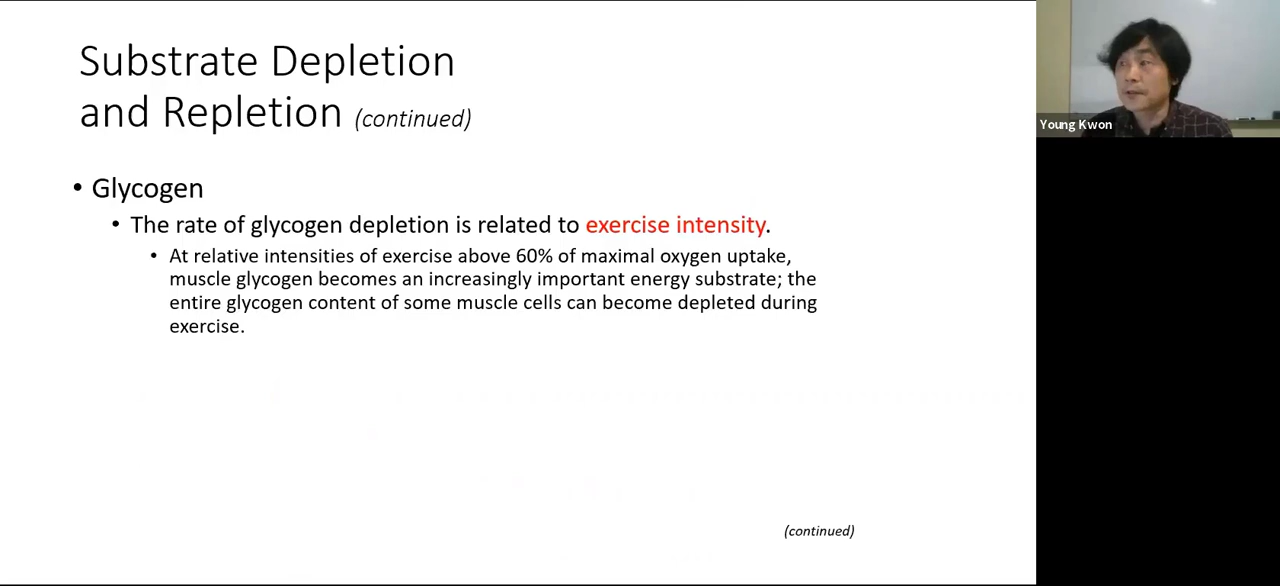 Substrate Depletion
and Repletion (continued)
• Glycogen
• The rate of glycogen depletion is related to exercise intensity.
• At relative intensities of exercise above 60% of maximal oxygen uptake,
muscle glycogen becomes an increasingly important energy substrate; the
entire glycogen content of some muscle cells can become depleted during
exercise.
(continued)
Young Kwon